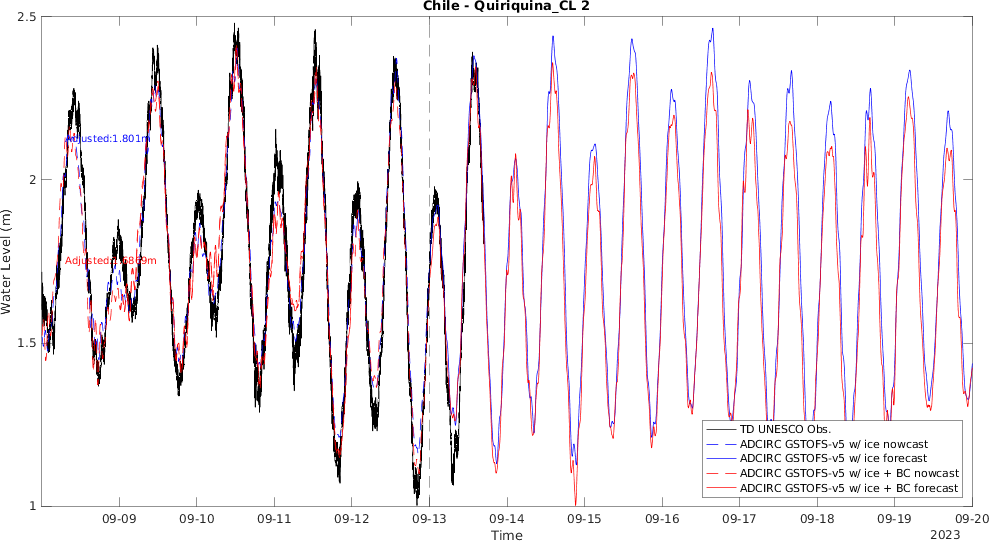 Chile - Quiriquina_CL 2
2.5
2
1.5
1
Water Level (m)
Adjusted:1.801m
TD UNESCO Obs.
ADCIRC GSTOFS-v5 w/ ice nowcast
ADCIRC GSTOFS-v5 w/ ice forecast
ADCIRC GSTOFS-v5 w/ ice + BC nowcast
ADCIRC GSTOFS-v5 w/ ice + BC forecast
09-09 09-10 09-11 09-12 09-13 09-14 09-15 09-16 09-17 09-18 09-19 09-20
Time
2023